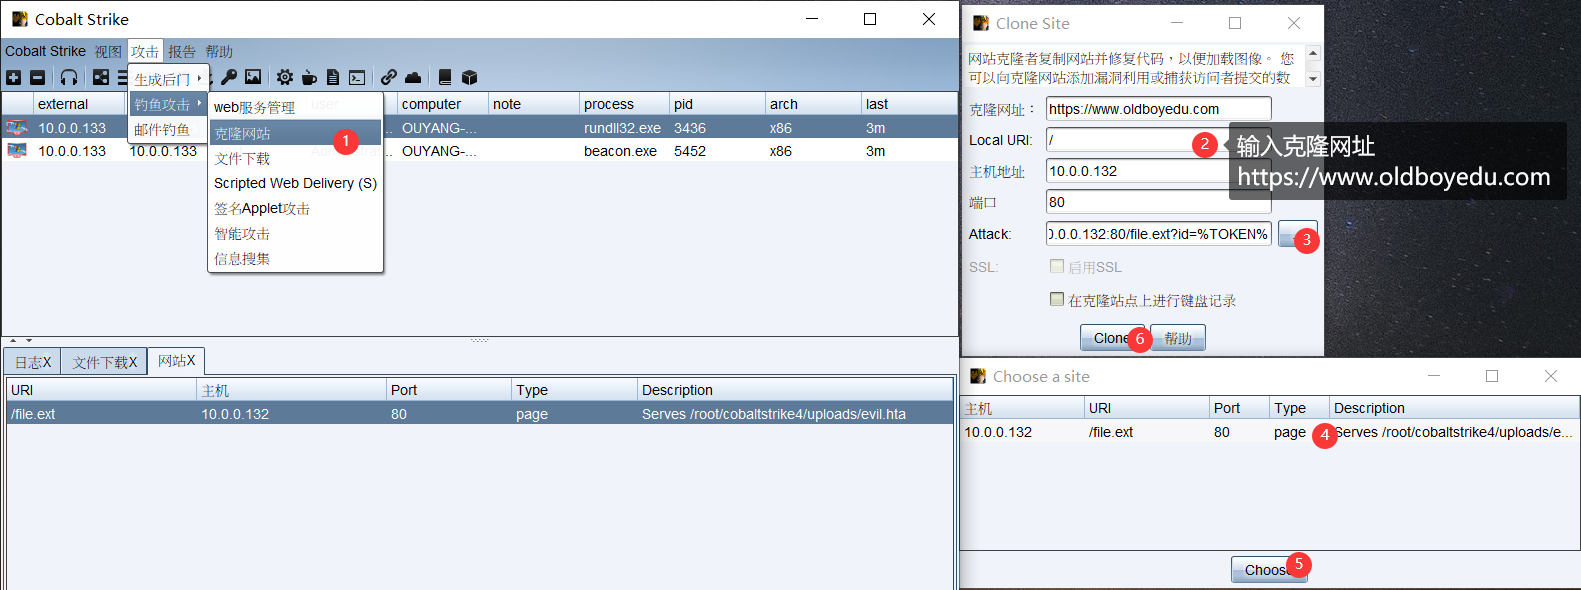 Cobalt Strike
Cobalt Strike 视图 攻击 报告 帮助
生成后门
钓鱼攻击
邮件钓鱼
web服务管理
克隆网站
1
文件下载
Scripted Web Delivery (S)
签名Applet攻击
智能攻击
信息搜集
external user computer note process pid arch last
10.0.0.133 OUYANG-... rundll32.exe 3436 x86 3m
10.0.0.133 10.0.0.133 OUYANG-... beacon.exe 5452 x86 3m
日志X 文件下载X 网站X
URI 主机 Port Type Description
/file.ext 10.0.0.132 80 page Serves /root/cobaltstrike4/uploads/evil.hta
Clone Site
网站克隆者复制网站并修复代码，以便加载图像。 您
可以向克隆网站添加漏洞利用或捕获访问者提交的数
克隆网址： https://www.oldboyedu.com
Local URI: /
2
输入克隆网址
https://www.oldboyedu.com
主机地址 10.0.0.132
端口 80
Attack: 0.0.0.132:80/file.ext?id=%TOKEN%
3
SSL: 启用SSL
在克隆站点上进行键盘记录
Clone 6 帮助
Choose a site
主机 URI Port Type Description
10.0.0.132 /file.ext 80 page 4 Serves /root/cobaltstrike4/uploads/e...
Choose 5